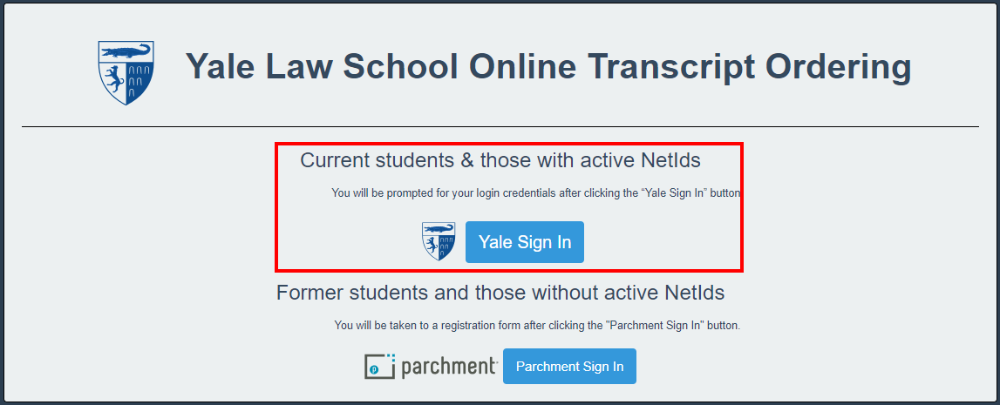 Yale Law School Online Transcript Ordering
Current students & those with active NetIds
You will be prompted for your login credentials after clicking the “Yale Sign In” button
Yale Sign In
Former students and those without active NetIds
You will be taken to a registration form after clicking the "Parchment Sign In” button.
p parchment Parchment Sign In